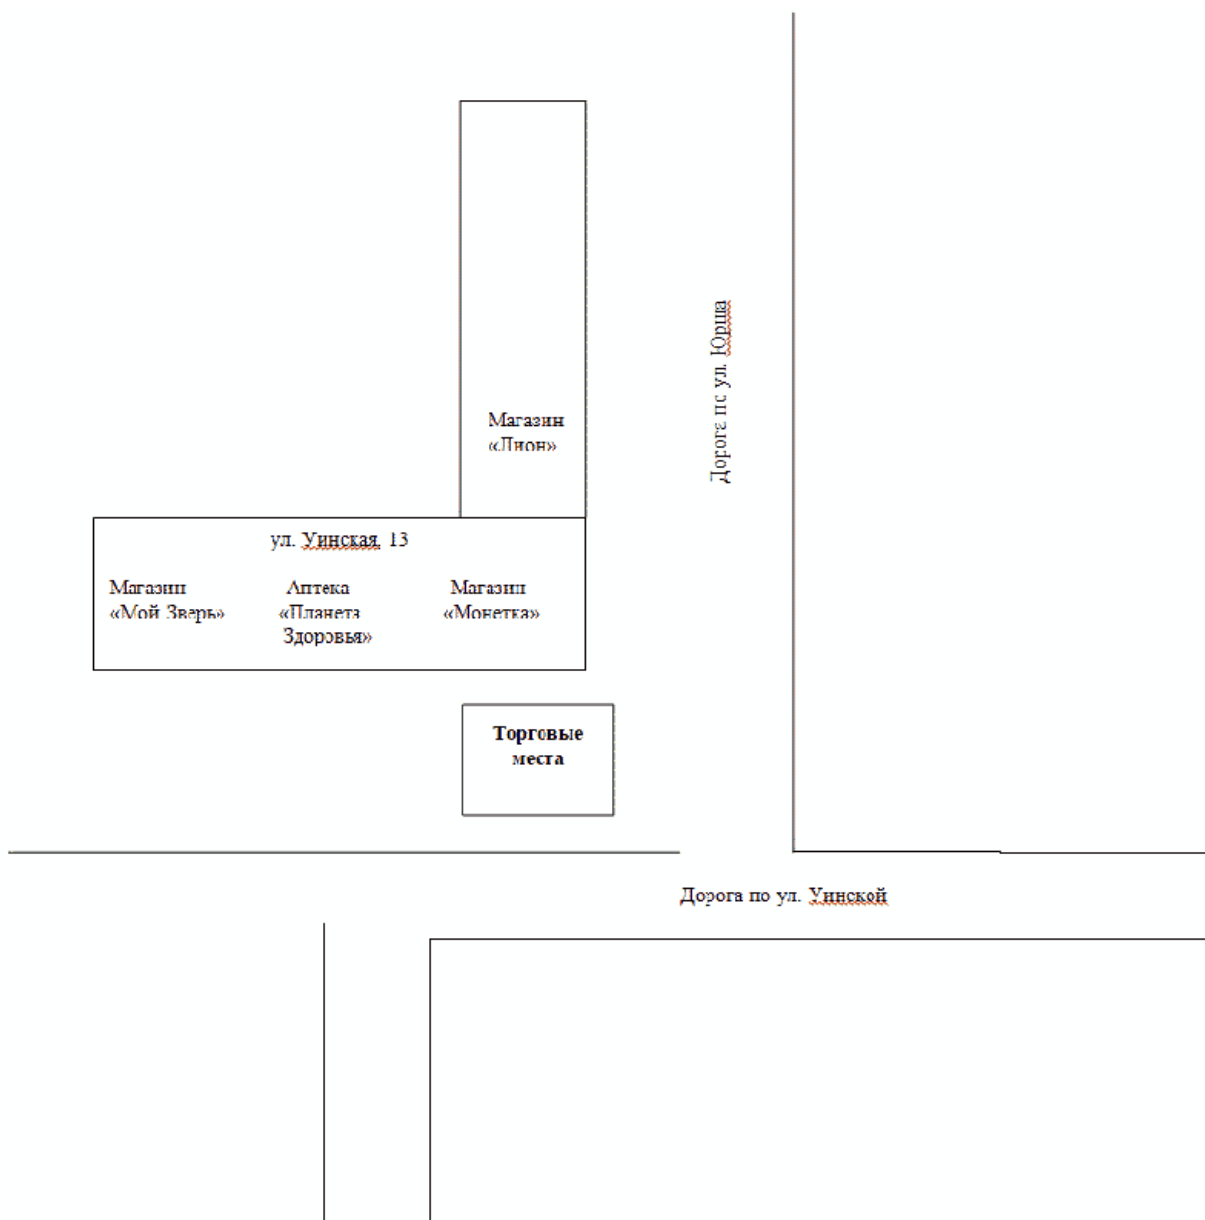 Дорога по ул. Юрша
Магазин
«Лион»
ул. Уинская, 13
Магазин
«Мой Зверь»
Аптека
«Планета
Здоровья»
Магазин
«Монетка»
Торговые
места
Дорога по ул. Уинской